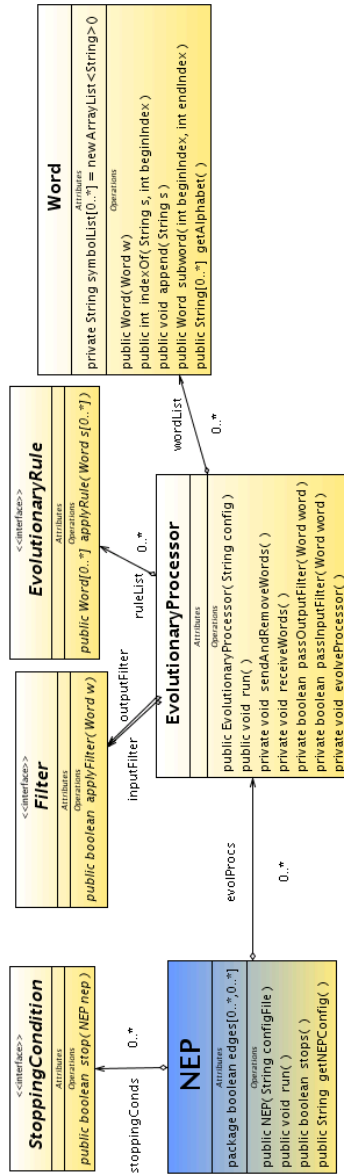 <<interface>>
StoppingCondition
Attributes
Operations
public boolean stop( NEP nep )
stoppingConds
0..*
NEP
Attributes
package boolean edges[0..*,0..*]
Operations
public NEP( String configFile )
public void run( )
public boolean stops( )
public String getNEPConfig( )
evolProcs
0..*
<<interface>>
Filter
Attributes
Operations
public boolean applyFilter( Word w )
inputFilter
outputFilter
<<interface>>
EvolutionaryRule
Attributes
Operations
public Word[0..*] applyRule( Word s[0..*] )
ruleList
0..*
EvolutionaryProcessor
Attributes
Operations
public EvolutionaryProcessor( String config )
public void run( )
private void sendAndRemoveWords( )
private void receiveWords( )
private boolean passOutputFilter( Word word )
private boolean passInputFilter( Word word )
private void evolveProcessor( )
wordList
0..*
Word
Attributes
private String symbolList[0..*] = new ArrayList<String>()
Operations
public Word( Word w )
public int indexOf( String s, int beginIndex )
public void append( String s )
public Word subword( int beginIndex, int endIndex )
public String[0..*] getAlphabet( )